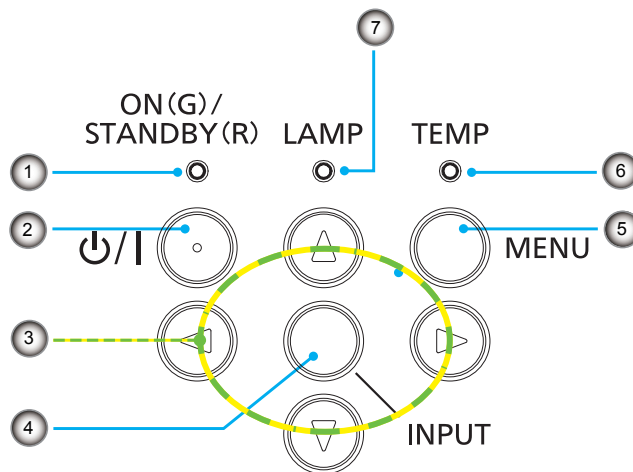 7
ON(G)/
STANDBY(R) LAMP TEMP
1
6
2
⏻/I
5
MENU
3
4
INPUT